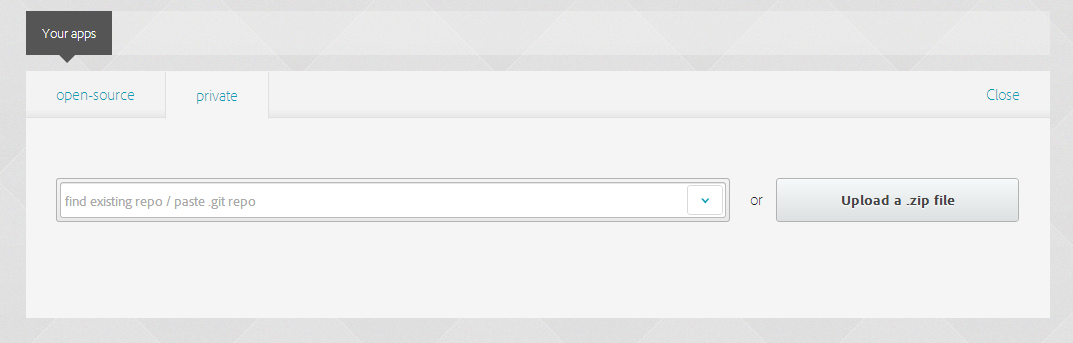 Your apps
open-source
private
Close
find existing repo / paste .git repo
or
Upload a .zip file